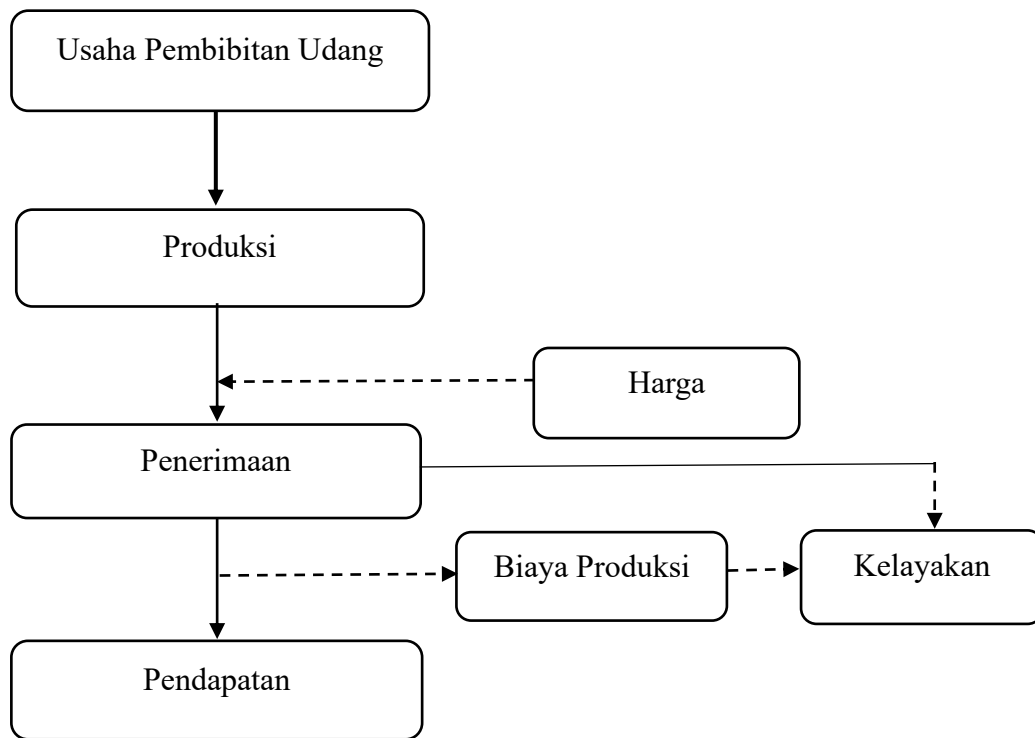 Usaha Pembibitan Udang
Produksi
Harga
Penerimaan
Biaya Produksi
Kelayakan
Pendapatan